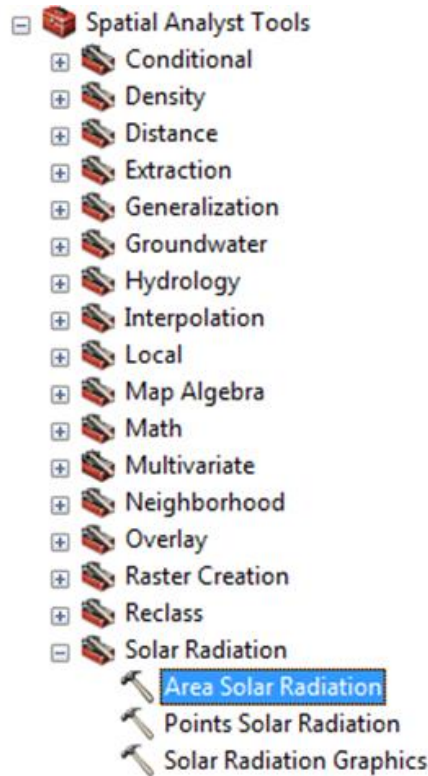 Spatial Analyst Tools
Conditional
Density
Distance
Extraction
Generalization
Groundwater
Hydrology
Interpolation
Local
Map Algebra
Math
Multivariate
Neighborhood
Overlay
Raster Creation
Reclass
Solar Radiation
Area Solar Radiation
Points Solar Radiation
Solar Radiation Graphics